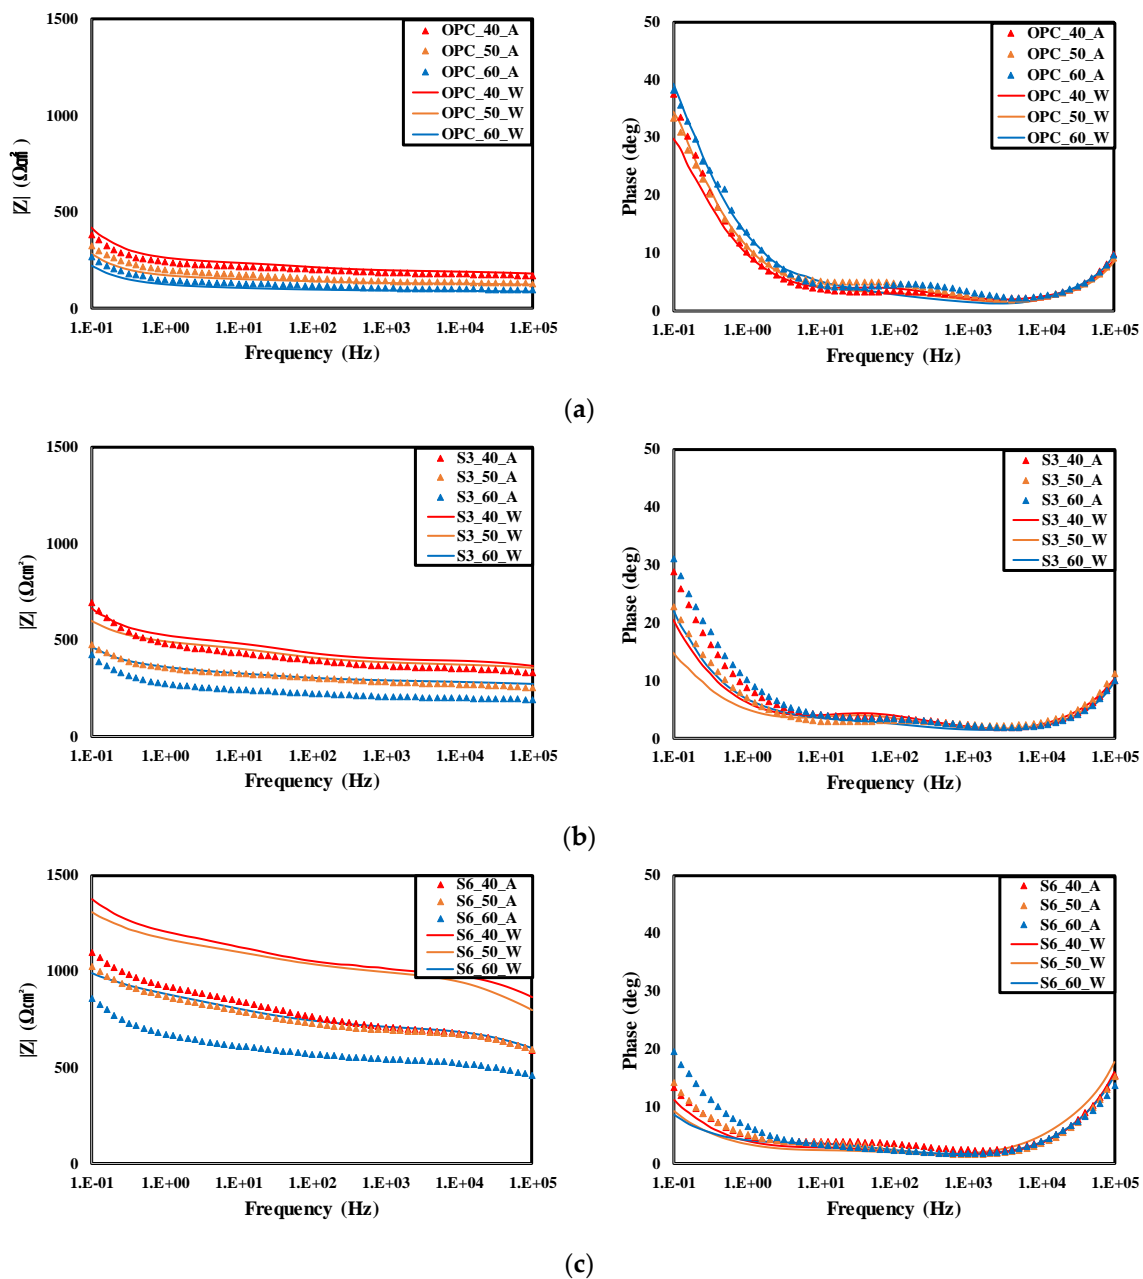 1500
1000
500
0
|Z| (Ω㎠)
OPC_40_A
OPC_50_A
OPC_60_A
OPC_40_W
OPC_50_W
OPC_60_W
1.E-01 1.E+00 1.E+01 1.E+02 1.E+03 1.E+04 1.E+05
Frequency (Hz)
50
40
30
20
10
0
Phase (deg)
OPC_40_A
OPC_50_A
OPC_60_A
OPC_40_W
OPC_50_W
OPC_60_W
1.E-01 1.E+00 1.E+01 1.E+02 1.E+03 1.E+04 1.E+05
Frequency (Hz)
(a)
1500
1000
500
0
|Z| (Ω㎠)
S3_40_A
S3_50_A
S3_60_A
S3_40_W
S3_50_W
S3_60_W
1.E-01 1.E+00 1.E+01 1.E+02 1.E+03 1.E+04 1.E+05
Frequency (Hz)
50
40
30
20
10
0
Phase (deg)
S3_40_A
S3_50_A
S3_60_A
S3_40_W
S3_50_W
S3_60_W
1.E-01 1.E+00 1.E+01 1.E+02 1.E+03 1.E+04 1.E+05
Frequency (Hz)
(b)
1500
1000
500
0
|Z| (Ω㎠)
S6_40_A
S6_50_A
S6_60_A
S6_40_W
S6_50_W
S6_60_W
1.E-01 1.E+00 1.E+01 1.E+02 1.E+03 1.E+04 1.E+05
Frequency (Hz)
50
40
30
20
10
0
Phase (deg)
S6_40_A
S6_50_A
S6_60_A
S6_40_W
S6_50_W
S6_60_W
1.E-01 1.E+00 1.E+01 1.E+02 1.E+03 1.E+04 1.E+05
Frequency (Hz)
(c)